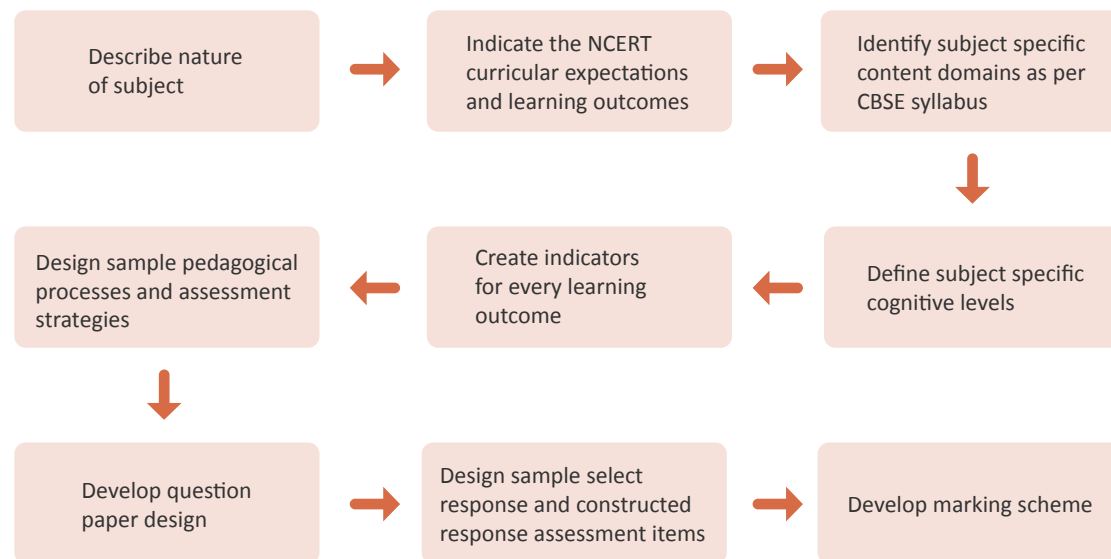 Describe nature
of subject
Indicate the NCERT
curricular expectations
and learning outcomes
Identify subject specific
content domains as per
CBSE syllabus
Define subject specific
cognitive levels
Create indicators
for every learning
outcome
Design sample pedagogical
processes and assessment
strategies
Develop question
paper design
Design sample select
response and constructed
response assessment items
Develop marking scheme